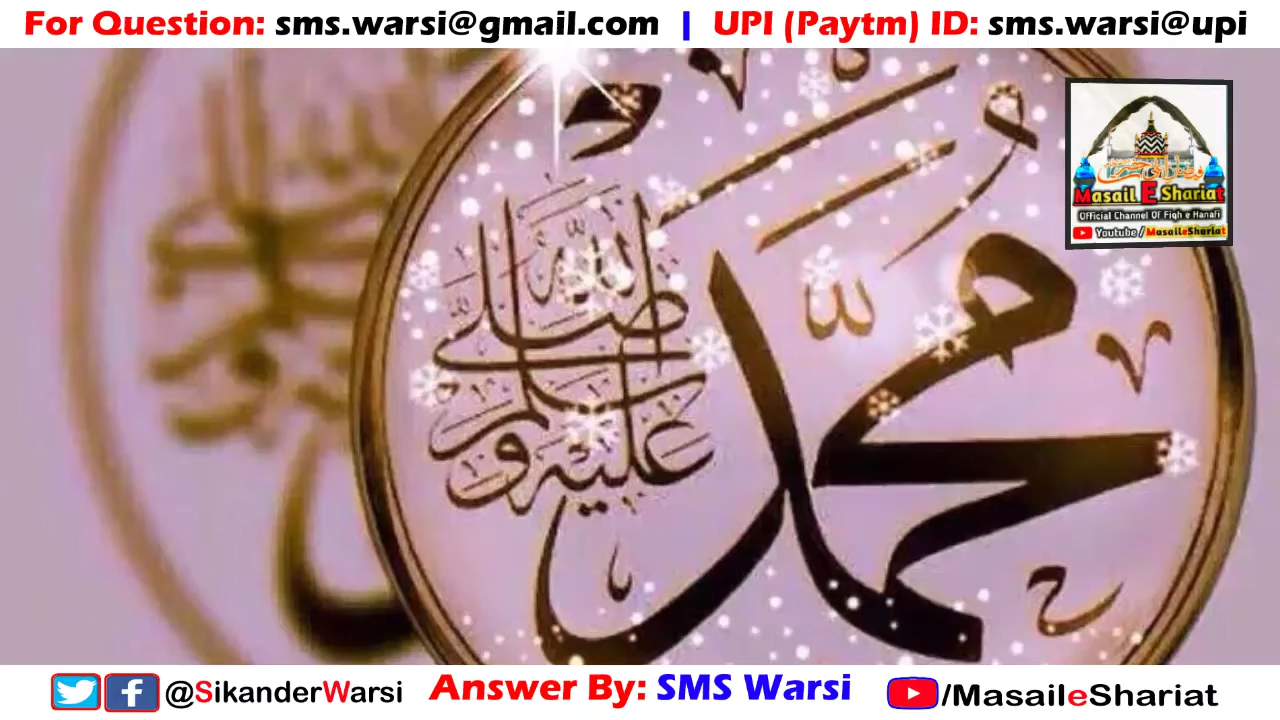 For Question: sms.warsi@gmail.com | UPI (Paytm) ID: sms.warsi@upi
محمد
صلى الله
عليه وسلم
Masail E Shariat
Official Channel Of Fiqh e Hanafi
Youtube / MasaileShariat
@SikanderWarsi
Answer By: SMS Warsi
/MasaileShariat